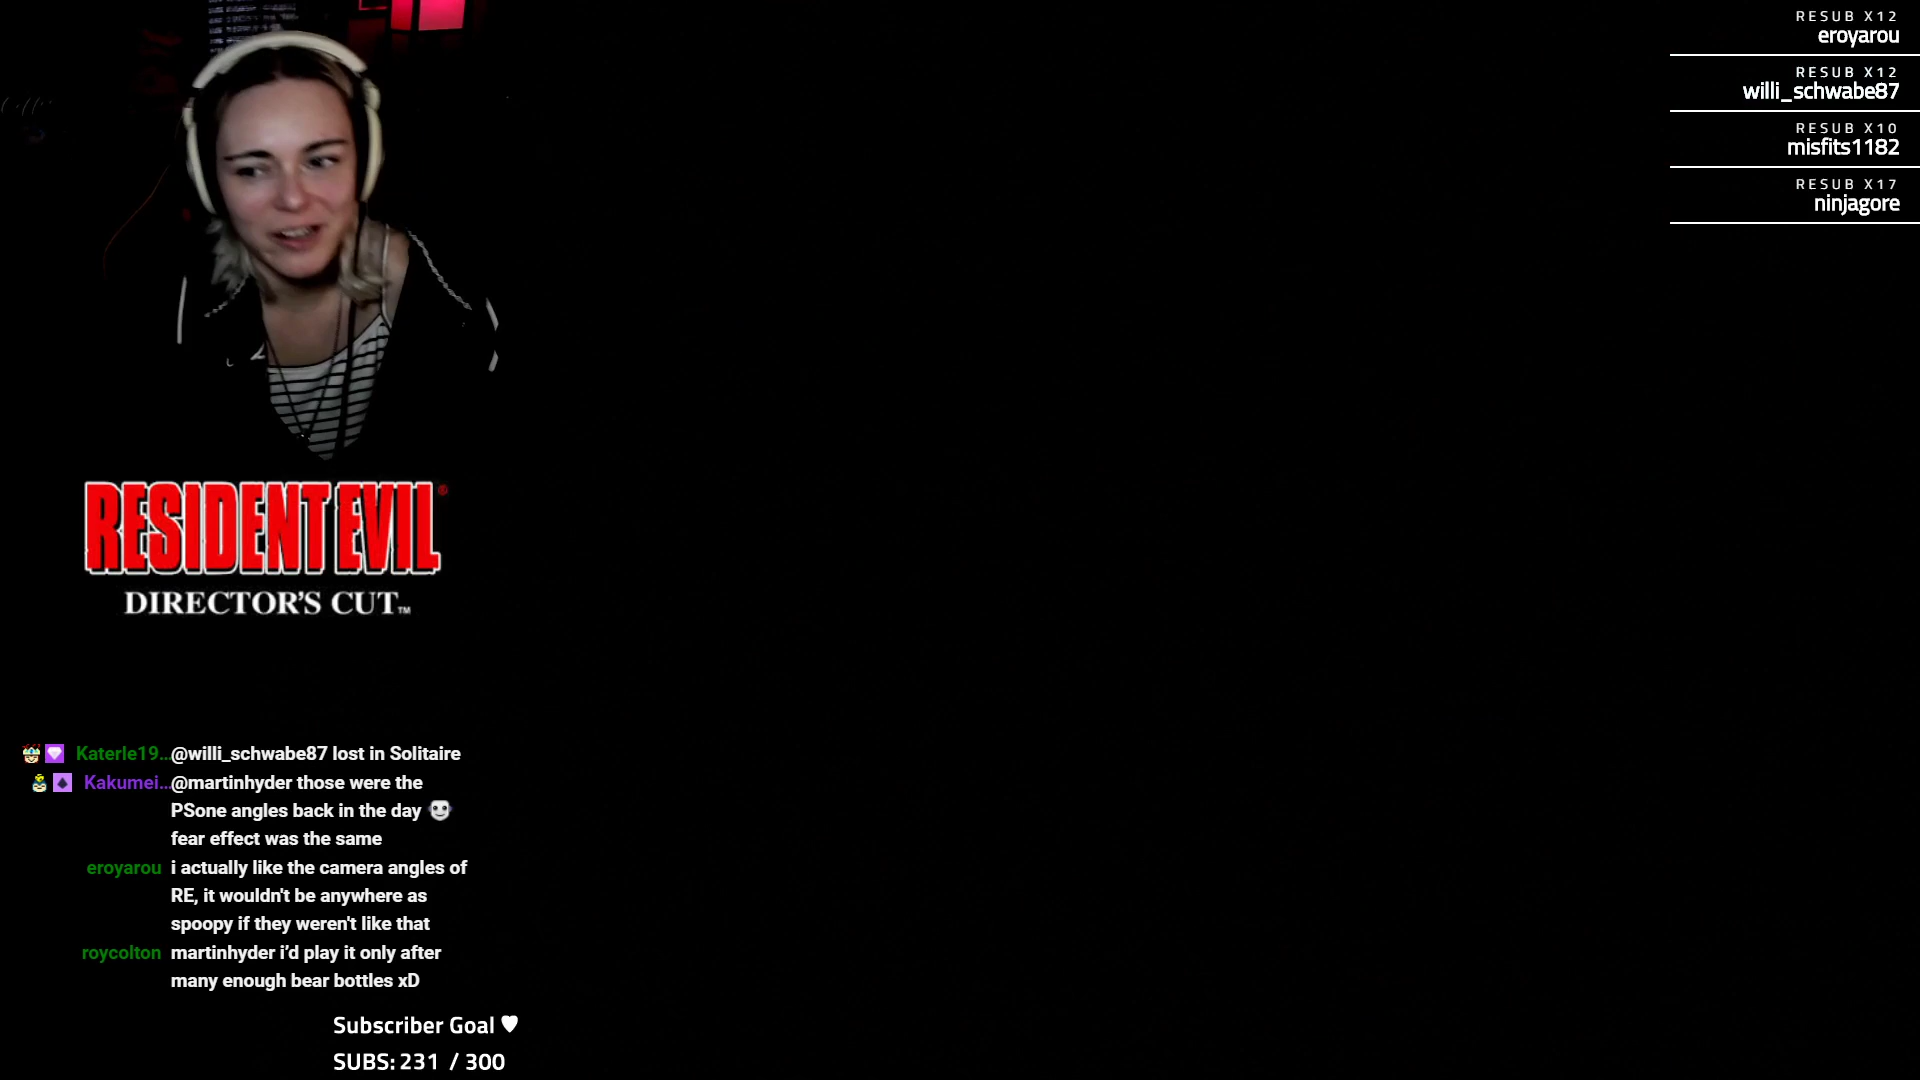 RESUB X12
eroyarou
RESUB X12
willi_schwabe87
RESUB X10
misfits1182
RESUB X17
ninjagore
RESIDENT EVIL
DIRECTOR'S CUT™
Katerle19... @willi_schwabe87 lost in Solitaire
Kakumei... @martinhyder those were the
PSone angles back in the day
fear effect was the same
eroyarou i actually like the camera angles of
RE, it wouldn't be anywhere as
spoopy if they weren't like that
roycolton martinhyder i'd play it only after
many enough bear bottles xD
Subscriber Goal ♥
SUBS: 231 / 300